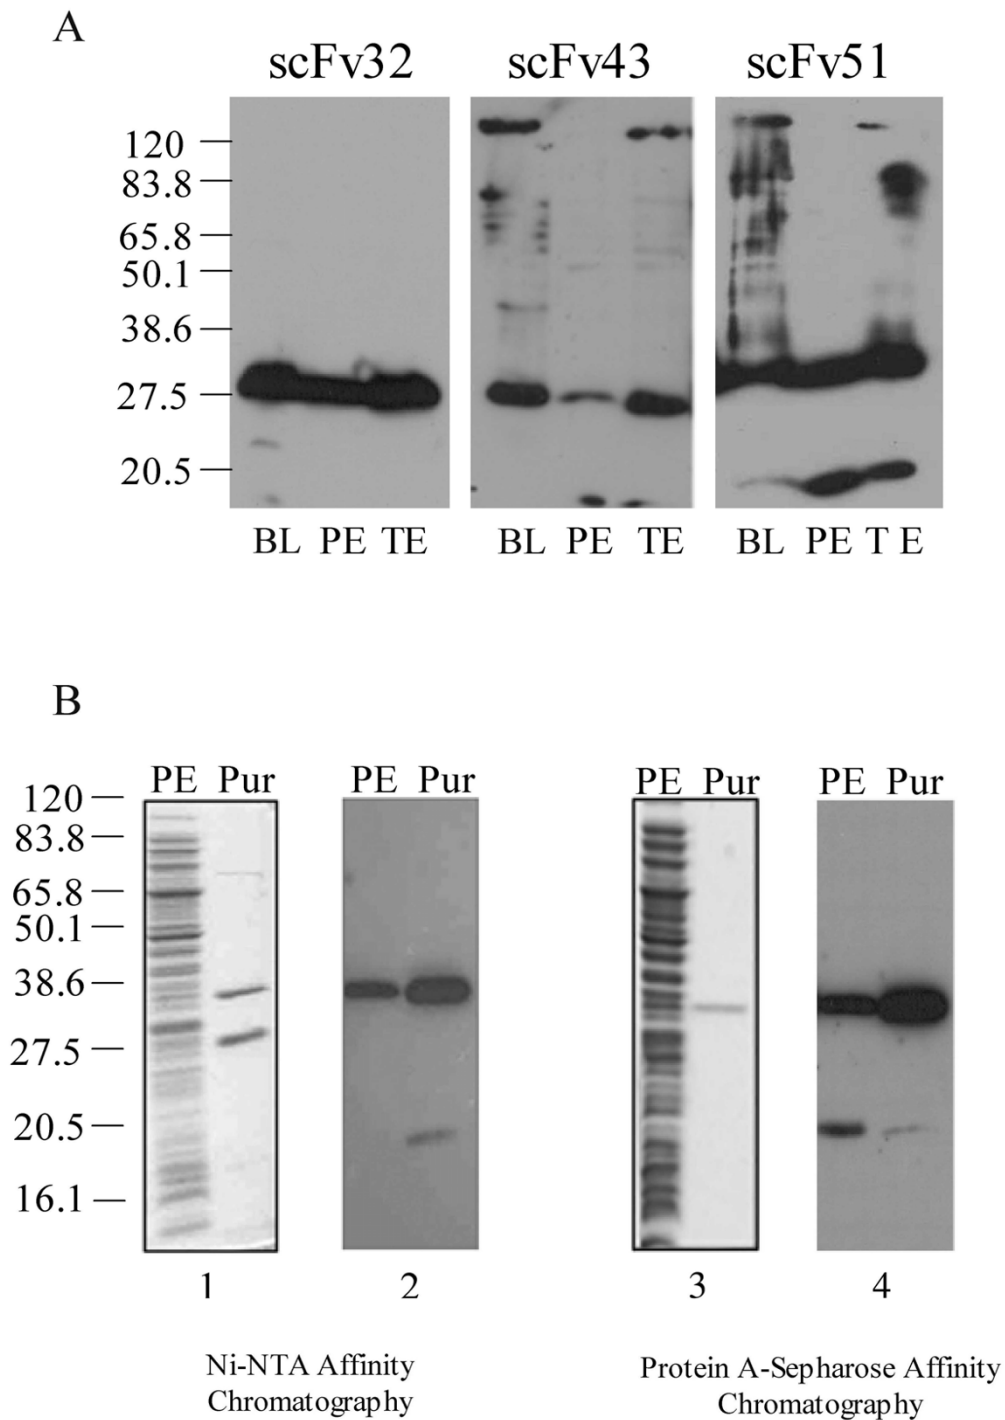 A
scFv32 scFv43 scFv51
120
83.8
65.8
50.1
38.6
27.5
20.5
BL PE TE BL PE TE BL PE T E
B
PE Pur PE Pur PE Pur PE Pur
120
83.8
65.8
50.1
38.6
27.5
20.5
16.1
1 2 3 4
Ni-NTA Affinity
Chromatography
Protein A-Sepharose Affinity
Chromatography